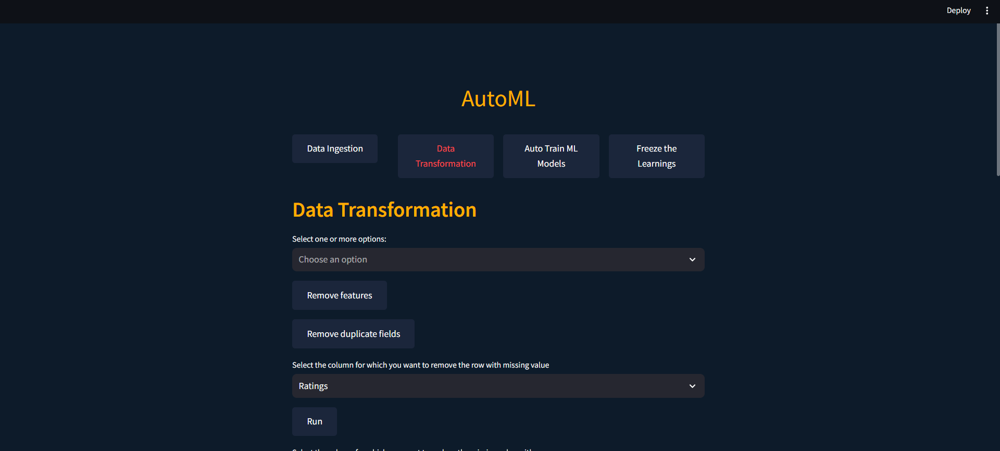 Deploy
AutoML
Data Ingestion
Data
Transformation
Auto Train ML
Models
Freeze the
Learnings
Data Transformation
Select one or more options:
Choose an option
Remove features
Remove duplicate fields
Select the column for which you want to remove the row with missing value
Ratings
Run